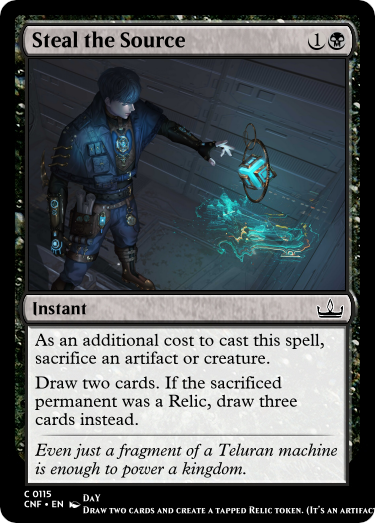 Steal the Source 1
Instant
As an additional cost to cast this spell,
sacrifice an artifact or creature.
Draw two cards. If the sacrificed
permanent was a Relic, draw three
cards instead.
Even just a fragment of a Teluran machine
is enough to power a kingdom.
C 0115
CNF • EN DaY
Draw two cards and create a tapped Relic token. (It's an artifac